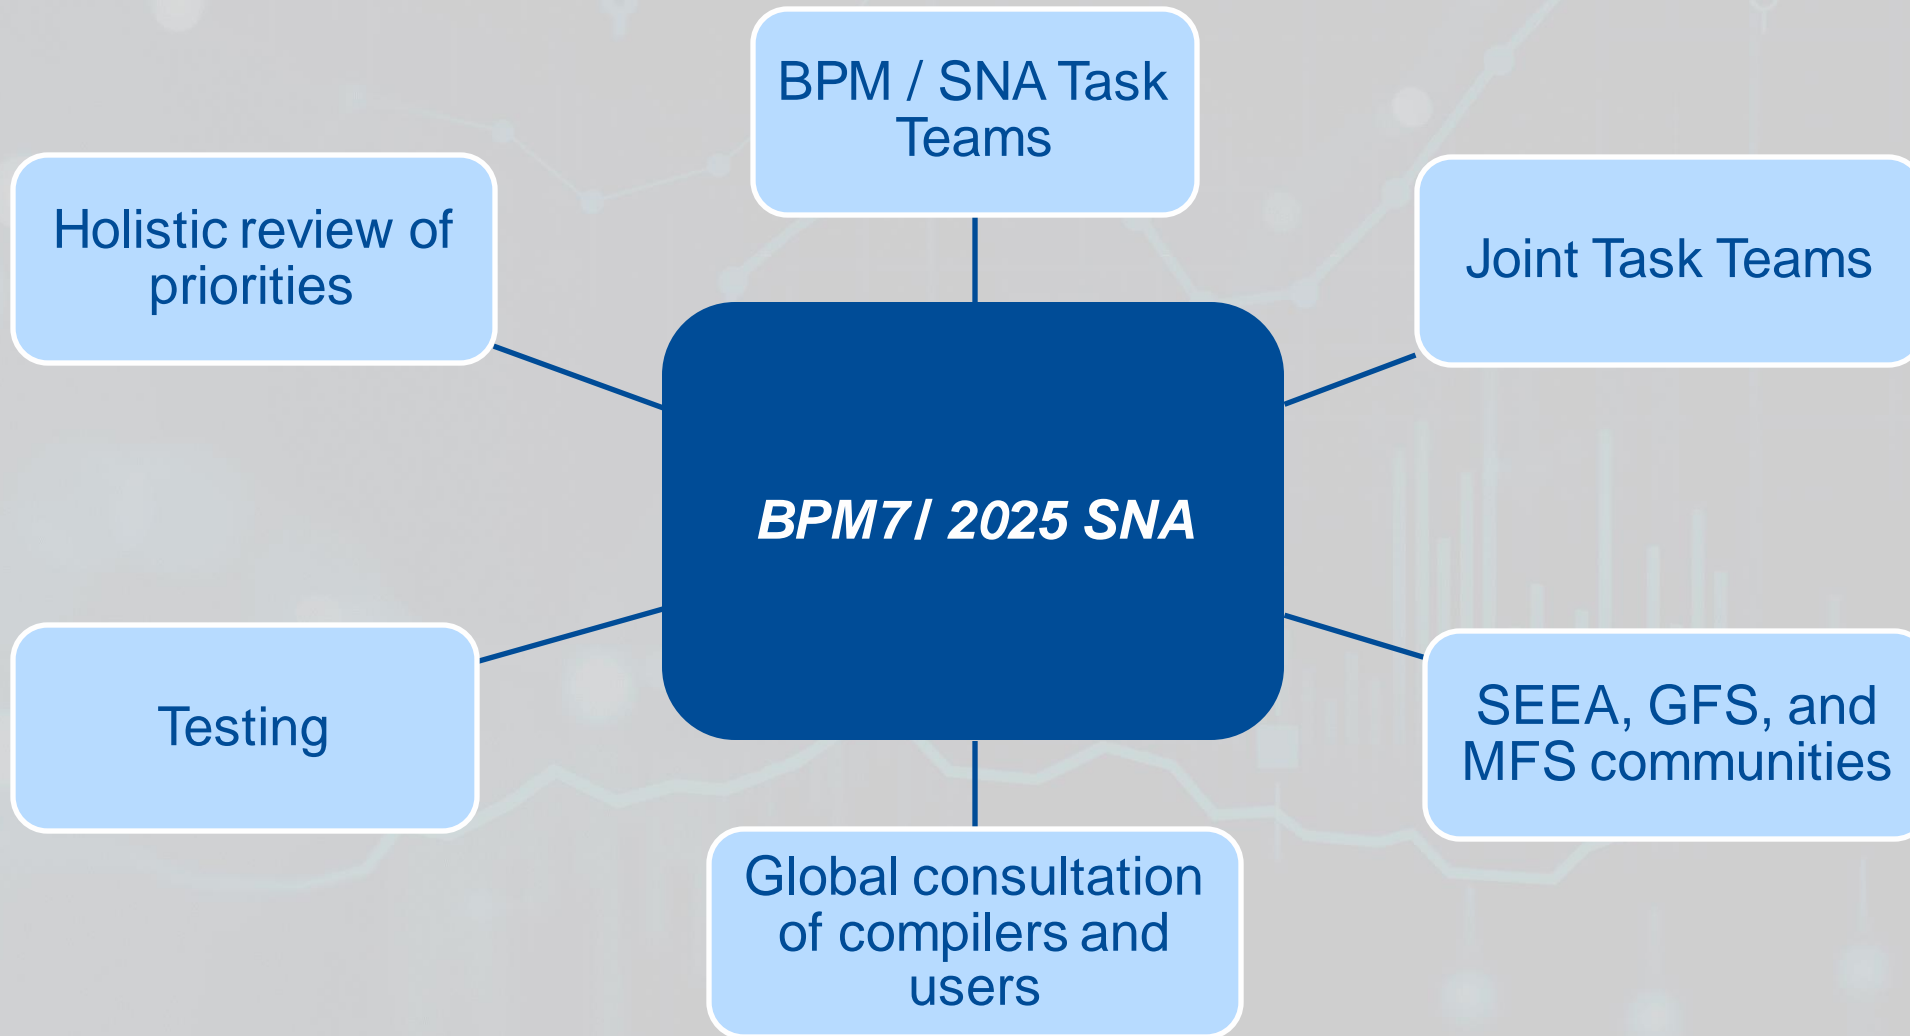 BPM / SNA Task
Teams
Holistic review of
priorities
Joint Task Teams
BPM7 / 2025 SNA
Testing
SEEA, GFS, and
MFS communities
Global consultation
of compilers and
users